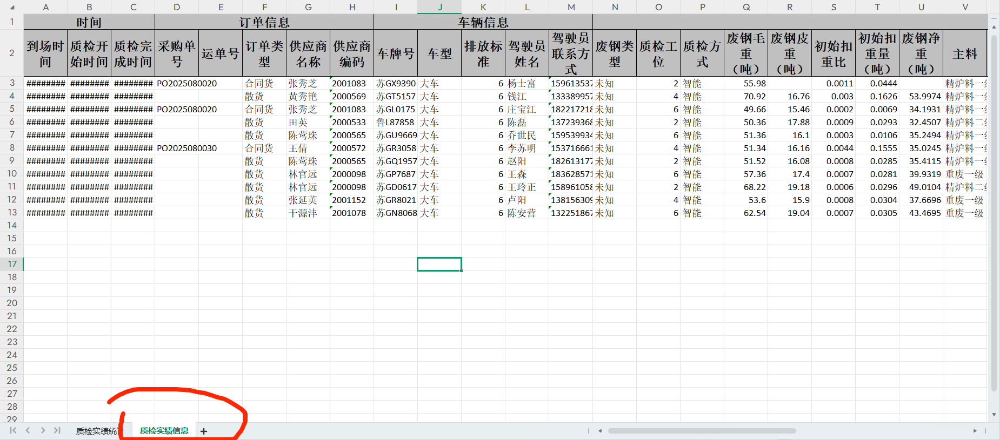 A B C D E F G H I J K L M N O P Q R S T U V
1 时间 订单信息 车辆信息
2 到场时间 质检开始时间 质检完成时间 采购单号 运单号 订单类型 供应商名称 供应商编码 车牌号 车型 排放标准 驾驶员姓名 驾驶员联系方式 废钢类型 质检工位 质检方式 废钢毛重（吨） 废钢皮重（吨） 初始扣重比 初始扣重量（吨） 废钢净重（吨） 主料
3 ######## ######## ######## PO2025080020 合同货 张秀芝 2001083 苏GX9390 大车 6 杨士富 159613537 未知 2 智能 55.98 0.0011 0.0444 精炉料一级
4 ######## ######## ######## 散货 黄秀艳 2000569 苏GT5157 大车 6 钱江 133389957 未知 4 智能 70.92 16.76 0.003 0.1626 53.9974 精炉料一级
5 ######## ######## ######## PO2025080020 合同货 张秀芝 2001083 苏GL0175 大车 6 庄宝江 182217218 未知 6 智能 49.66 15.46 0.0002 0.0069 34.1931 精炉料一级
6 ######## ######## ######## 散货 田英 2000533 鲁L87858 大车 6 陈磊 137239368 未知 2 智能 50.36 17.88 0.0009 0.0293 32.4507 精炉料二级
7 ######## ######## ######## 散货 陈莺珠 2000565 苏GU9669 大车 6 乔世民 159539934 未知 6 智能 51.36 16.1 0.0003 0.0106 35.2494 精炉料一级
8 ######## ######## ######## PO2025080030 合同货 王倩 2000572 苏GR3058 大车 6 李苏明 153716661 未知 4 智能 51.34 16.16 0.0044 0.1555 35.0245 精炉料一级
9 ######## ######## ######## 散货 陈莺珠 2000565 苏GQ1957 大车 6 赵阳 182613177 未知 2 智能 51.52 16.08 0.0008 0.0285 35.4115 精炉料一级
10 ######## ######## ######## 散货 林官远 2000098 苏GP7687 大车 6 王森 183628571 未知 6 智能 57.36 17.4 0.0007 0.0281 39.9319 重废一级
11 ######## ######## ######## 散货 林官远 2000098 苏GD0617 大车 6 王玲正 158961058 未知 2 智能 68.22 19.18 0.0006 0.0296 49.0104 精炉料二级
12 ######## ######## ######## 散货 张延英 2001152 苏GR8021 大车 6 卢阳 138156309 未知 4 智能 53.6 15.9 0.0008 0.0304 37.6696 重废一级
13 ######## ######## ######## 散货 干源沣 2001078 苏GN8068 大车 6 陈安营 132251867 未知 6 智能 62.54 19.04 0.0007 0.0305 43.4695 重废一级
14
15
16
17
18
19
20
21
22
23
24
25
26
27
28
29
质检实绩统计 质检实绩信息 +